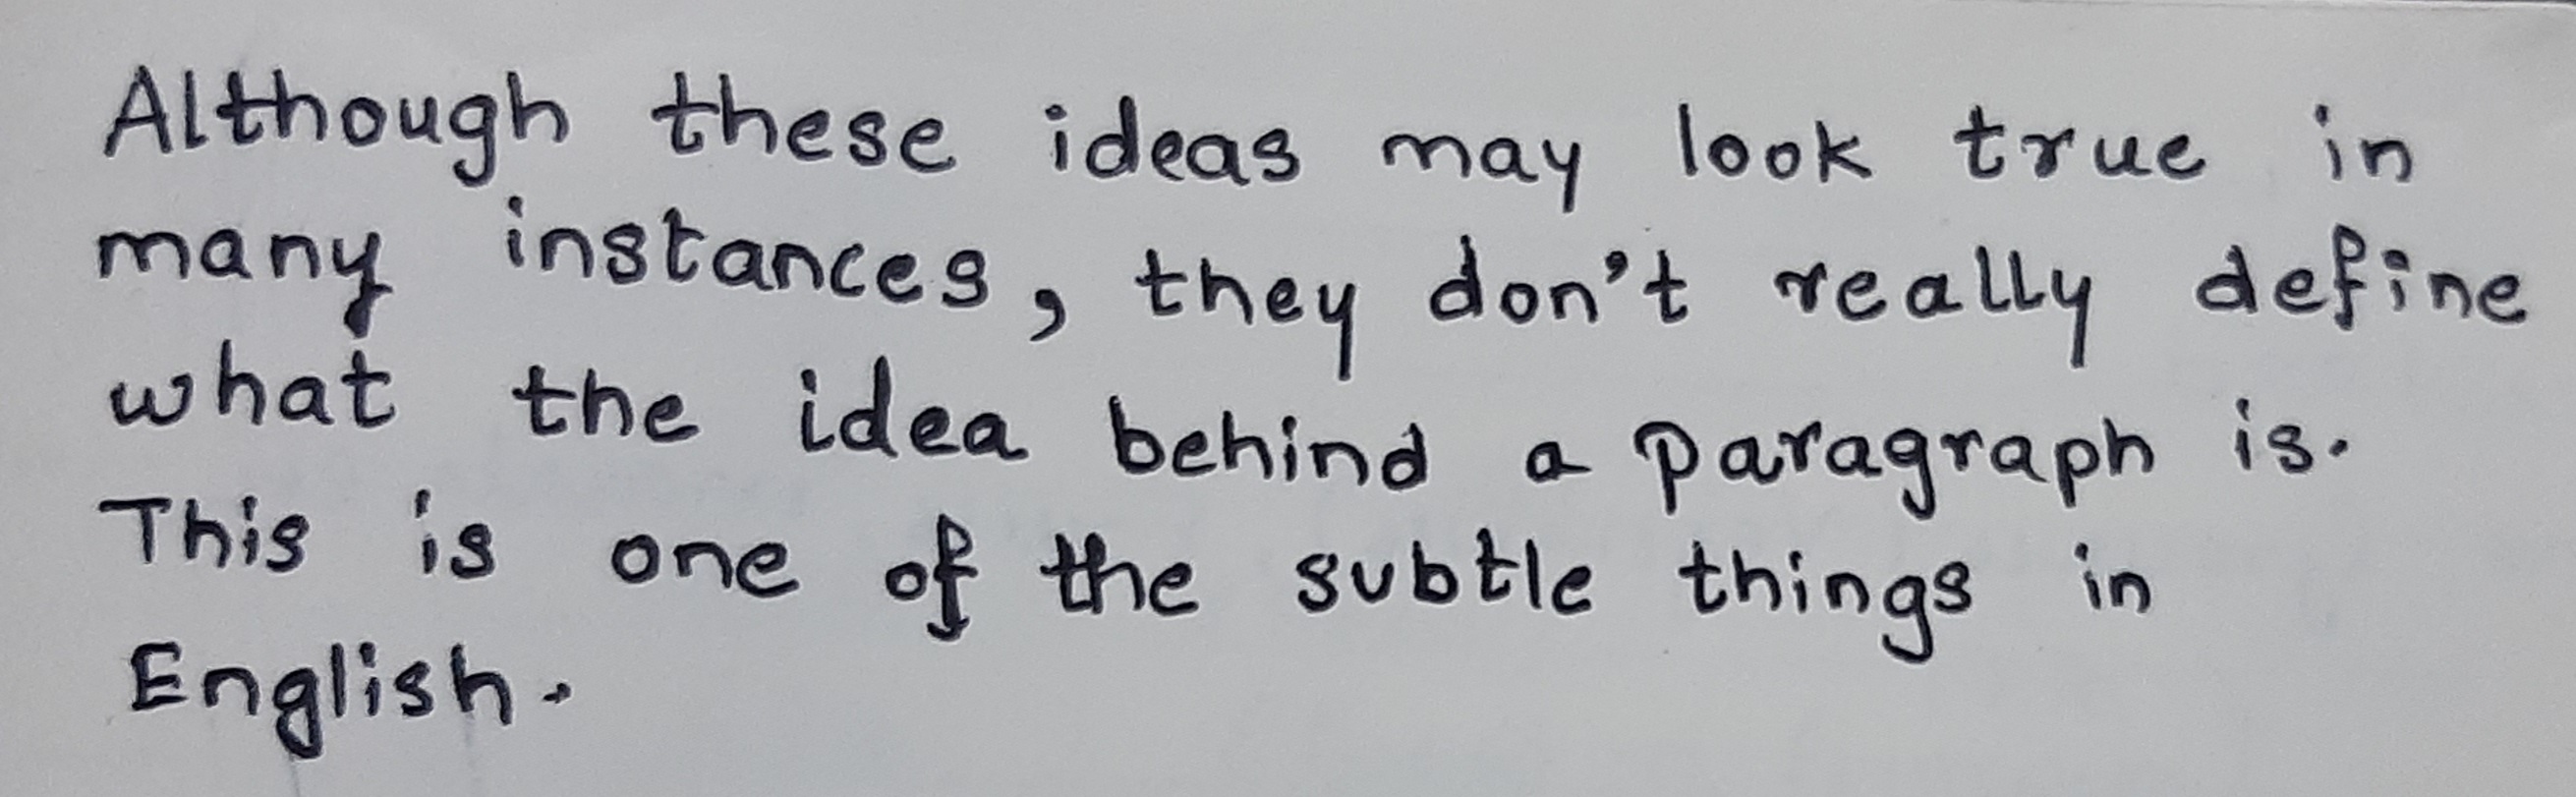 Although these ideas may look true in
many instances, they don't really define
what the idea behind a paragraph is.
This is one of the subtle things in
English.